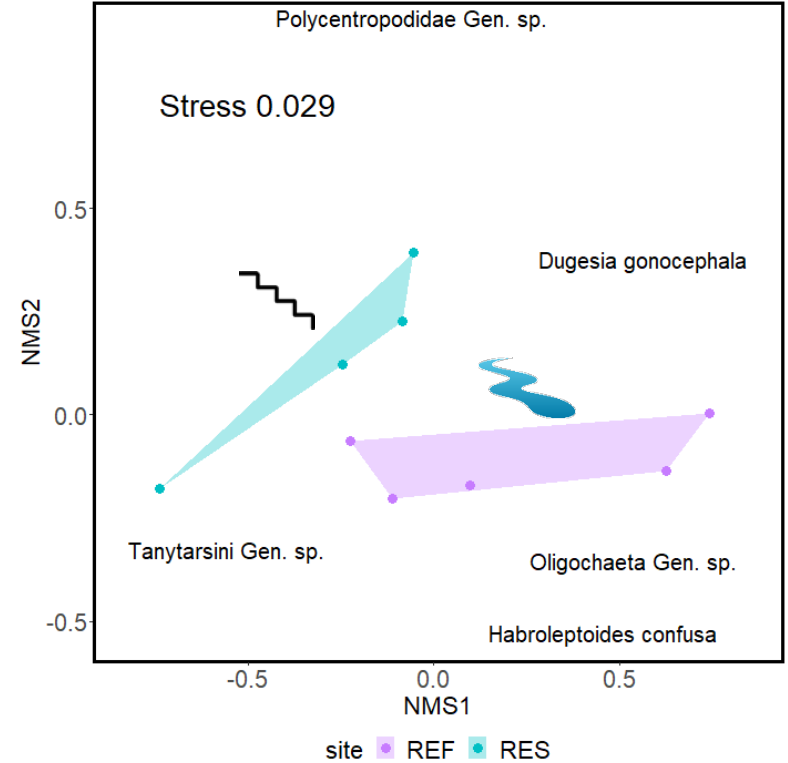 Polycentropodidae Gen. sp.
Stress 0.029
0.5
Dugesia gonocephala
NMS2
0.0
Tanytarsini Gen. sp.
Oligochaeta Gen. sp.
-0.5
Habroleptoides confusa
-0.5 0.0 0.5
NMS1
site REF RES